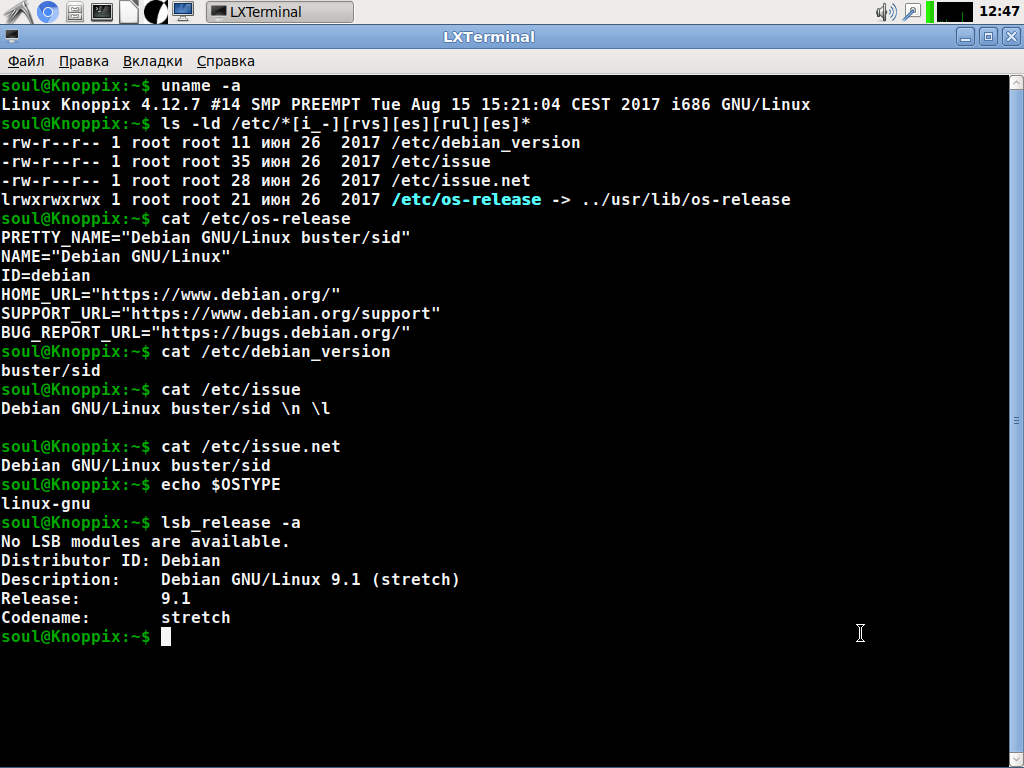 LXTerminal
12:47
LXTerminal
Файл Правка Вкладки Справка
soul@Knoppix:~$ uname -a
Linux Knoppix 4.12.7 #14 SMP PREEMPT Tue Aug 15 15:21:04 CEST 2017 i686 GNU/Linux
soul@Knoppix:~$ ls -ld /etc/*[i_-][rvs][es][rul][es]*
-rw-r--r-- 1 root root 11 июн 26  2017 /etc/debian_version
-rw-r--r-- 1 root root 35 июн 26  2017 /etc/issue
-rw-r--r-- 1 root root 28 июн 26  2017 /etc/issue.net
lrwxrwxrwx 1 root root 21 июн 26  2017 /etc/os-release -> ../usr/lib/os-release
soul@Knoppix:~$ cat /etc/os-release
PRETTY_NAME="Debian GNU/Linux buster/sid"
NAME="Debian GNU/Linux"
ID=debian
HOME_URL="https://www.debian.org/"
SUPPORT_URL="https://www.debian.org/support"
BUG_REPORT_URL="https://bugs.debian.org/"
soul@Knoppix:~$ cat /etc/debian_version
buster/sid
soul@Knoppix:~$ cat /etc/issue
Debian GNU/Linux buster/sid \n \l
soul@Knoppix:~$ cat /etc/issue.net
Debian GNU/Linux buster/sid
soul@Knoppix:~$ echo $OSTYPE
linux-gnu
soul@Knoppix:~$ lsb_release -a
No LSB modules are available.
Distributor ID: Debian
Description:    Debian GNU/Linux 9.1 (stretch)
Release:        9.1
Codename:       stretch
soul@Knoppix:~$